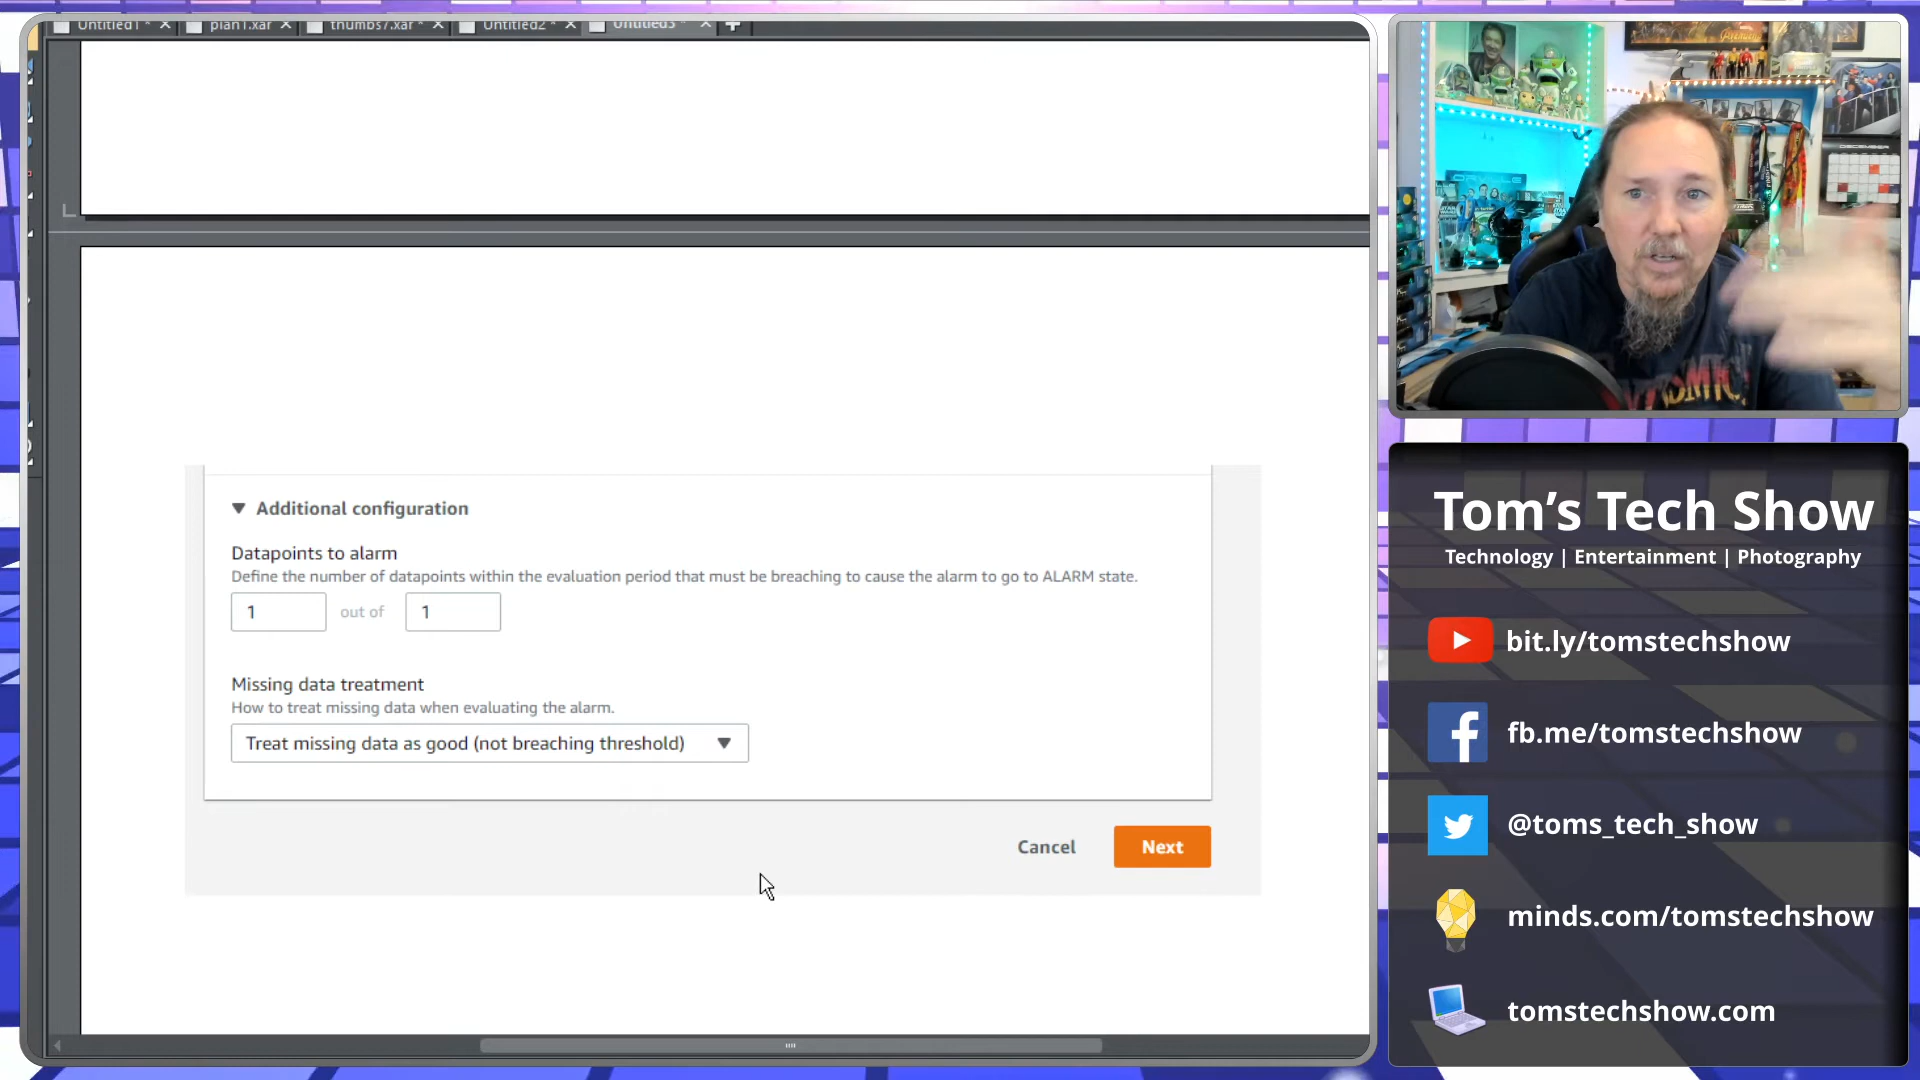 Untitled1 *
plan1.xar
thumbs7.xar *
Untitled2 *
Untitled3 *
Additional configuration
Datapoints to alarm
Define the number of datapoints within the evaluation period that must be breaching to cause the alarm to go to ALARM state.
1 out of 1
Missing data treatment
How to treat missing data when evaluating the alarm.
Treat missing data as good (not breaching threshold)
Cancel
Next
DECEMBER
Tom's Tech Show
Technology | Entertainment | Photography
bit.ly/tomstechshow
fb.me/tomstechshow
@toms_tech_show
minds.com/tomstechshow
tomstechshow.com